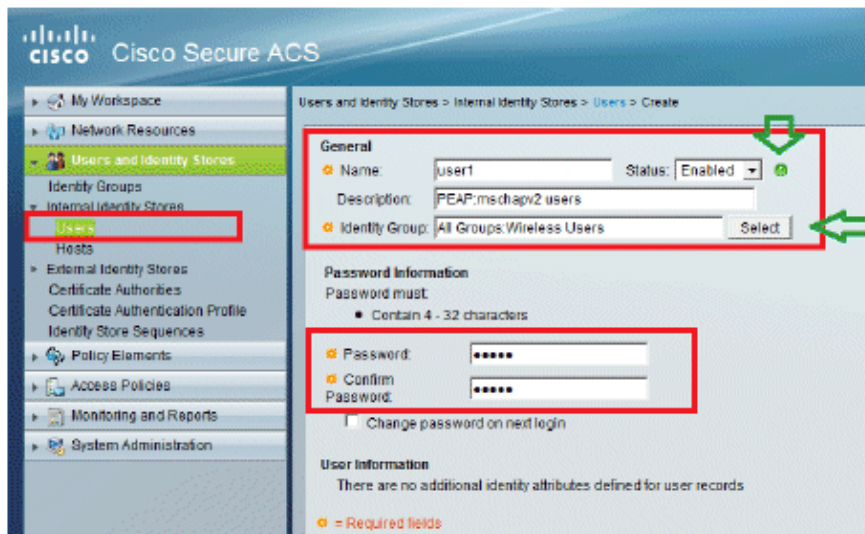 CISCO Cisco Secure ACS
My Workspace
Network Resources
Users and Identity Stores
Identity Groups
Internal Identity Stores
Users
Hosts
External Identity Stores
Certificate Authorities
Certificate Authentication Profile
Identity Store Sequences
Policy Elements
Access Policies
Monitoring and Reports
System Administration
Users and Identity Stores > Internal Identity Stores > Users > Create
General
Name: user1 Status: Enabled
Description: PEAP:mschapv2 users
Identity Group: All Groups:Wireless Users Select
Password Information
Password must:
• Contain 4 - 32 characters
Password: •••••
Confirm
Password: •••••
Change password on next login
User Information
There are no additional identity attributes defined for user records
= Required fields